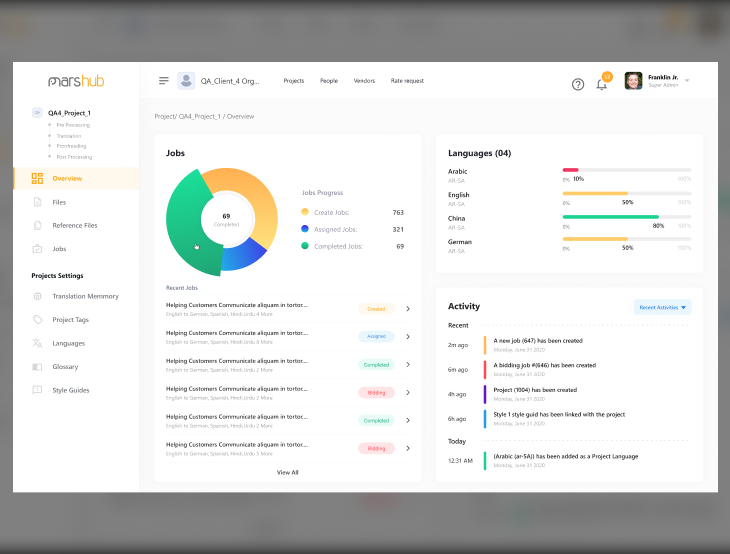 marshub
QA_Client_4 Org...
Projects
People
Vendors
Rate request
12
Franklin Jr.
Super Admin
QA4_Project_1
Pre Processing
Translation
Proofreading
Post Processing
Overview
Files
Reference Files
Jobs
Projects Settings
Translation Memmory
Project Tags
Languages
Glossary
Style Guides
Project/ QA4_Project_1 / Overview
Jobs
69
Completed
Jobs Progress
Create Jobs: 763
Assigned Jobs: 321
Completed Jobs: 69
Recent Jobs
Helping Customers Communicate aliquam in tortor....
English to German, Spanish, Hindi,Urdu 4 More
Created
Helping Customers Communicate aliquam in tortor....
English to German, Spanish, Hindi,Urdu 8 More
Assigned
Helping Customers Communicate aliquam in tortor....
English to German, Spanish, Hindi,Urdu 2 More
Completed
Helping Customers Communicate aliquam in tortor....
English to German, Spanish, Hindi,Urdu 2 More
Bidding
Helping Customers Communicate aliquam in tortor....
English to German, Spanish, Hindi,Urdu 2 More
Completed
Helping Customers Communicate aliquam in tortor....
English to German, Spanish, Hindi,Urdu 5 More
Bidding
View All
Languages (04)
Arabic
AR-SA
0% 10% 100%
English
AR-SA
0% 50% 100%
China
AR-SA
0% 80% 100%
German
AR-SA
0% 50% 100%
Activity
Recent Activities
Recent
2m ago
A new job (647) has been created
Monday, June 31 2020
6m ago
A bidding job #(646) has been created
Monday, June 31 2020
4h ago
Project (1004) has been created
Monday, June 31 2020
6h ago
Style 1 style guid has been linked with the project
Monday, June 31 2020
Today
12:31 AM
(Arabic (ar-SA)) has been added as a Project Language
Monday, June 31 2020